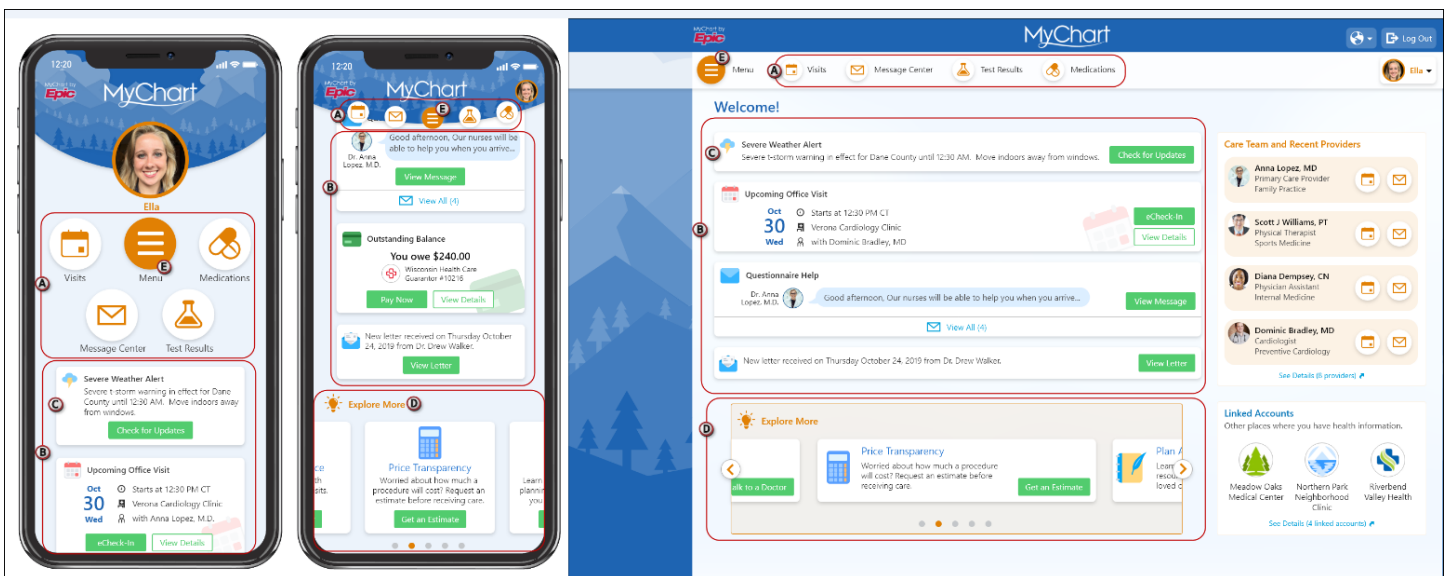 12:20
MyChart by
Epic
MyChart
Ella
A
Visits
Menu
E
Medications
Message Center
Test Results
B
C
Severe Weather Alert
Severe t-storm warning in effect for Dane
County until 12:30 AM. Move indoors away
from windows.
Check for Updates
Upcoming Office Visit
Oct
30
Wed
Starts at 12:30 PM CT
Verona Cardiology Clinic
with Anna Lopez, M.D.
eCheck-In
View Details
12:20
MyChart by
Epic
MyChart
A
E
B
Dr. Anna
Lopez, M.D.
Good afternoon, Our nurses will be
able to help you when you arrive...
View Message
View All (4)
Outstanding Balance
You owe $240.00
Wisconsin Health Care
Guarantor #10216
Pay Now
View Details
New letter received on Thursday October
24, 2019 from Dr. Drew Walker.
View Letter
Explore More
D
Price Transparency
Worried about how much a
procedure will cost? Request an
estimate before receiving care.
Get an Estimate
Learn
plannin
you
MyChart by
Epic
MyChart
Log Out
E
Menu
A
Visits
Message Center
Test Results
Medications
Ella
Welcome!
B
C
Severe Weather Alert
Severe t-storm warning in effect for Dane County until 12:30 AM. Move indoors away from windows.
Check for Updates
Upcoming Office Visit
Oct
30
Wed
Starts at 12:30 PM CT
Verona Cardiology Clinic
with Dominic Bradley, MD
eCheck-In
View Details
Questionnaire Help
Dr. Anna
Lopez, M.D.
Good afternoon, Our nurses will be able to help you when you arrive...
View Message
View All (4)
New letter received on Thursday October 24, 2019 from Dr. Drew Walker.
View Letter
D
Explore More
alk to a Doctor
Price Transparency
Worried about how much a procedure
will cost? Request an estimate before
receiving care.
Get an Estimate
Plan A
Learn
resou
loved c
Care Team and Recent Providers
Anna Lopez, MD
Primary Care Provider
Family Practice
Scott J Williams, PT
Physical Therapist
Sports Medicine
Diana Dempsey, CN
Physician Assistant
Internal Medicine
Dominic Bradley, MD
Cardiologist
Preventive Cardiology
See Details (6 providers)
Linked Accounts
Other places where you have health information.
Meadow Oaks
Medical Center
Northern Park
Neighborhood
Clinic
Riverbend
Valley Health
See Details (4 linked accounts)